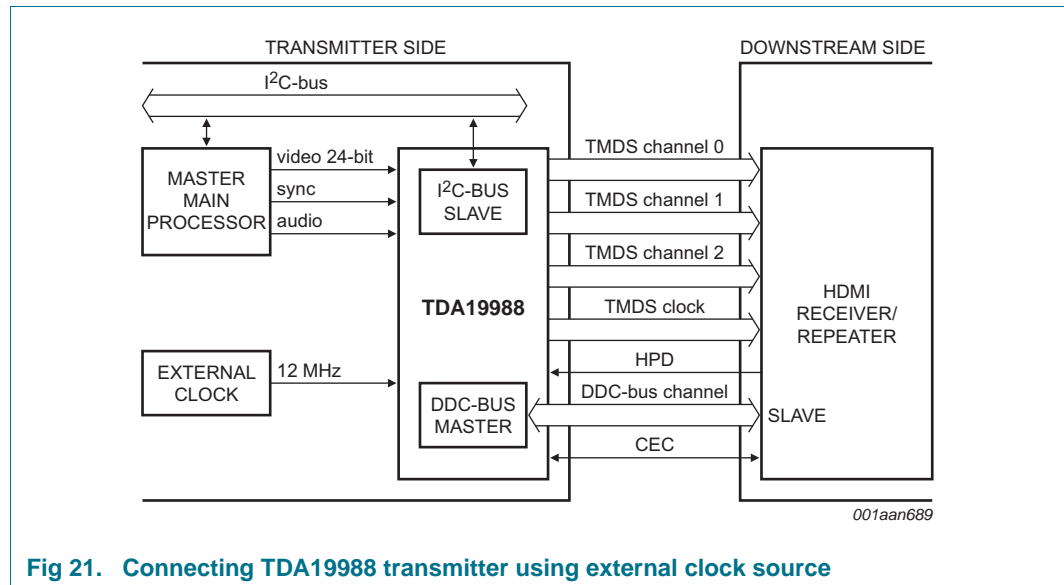 TRANSMITTER SIDE
DOWNSTREAM SIDE
I2C-bus
MASTER
MAIN
PROCESSOR
video 24-bit
sync
audio
I2C-BUS
SLAVE
TDA19988
EXTERNAL
CLOCK
12 MHz
DDC-BUS
MASTER
TMDS channel 0
TMDS channel 1
TMDS channel 2
TMDS clock
HPD
DDC-bus channel
CEC
HDMI
RECEIVER/
REPEATER
SLAVE
001aan689
Fig 21. Connecting TDA19988 transmitter using external clock source